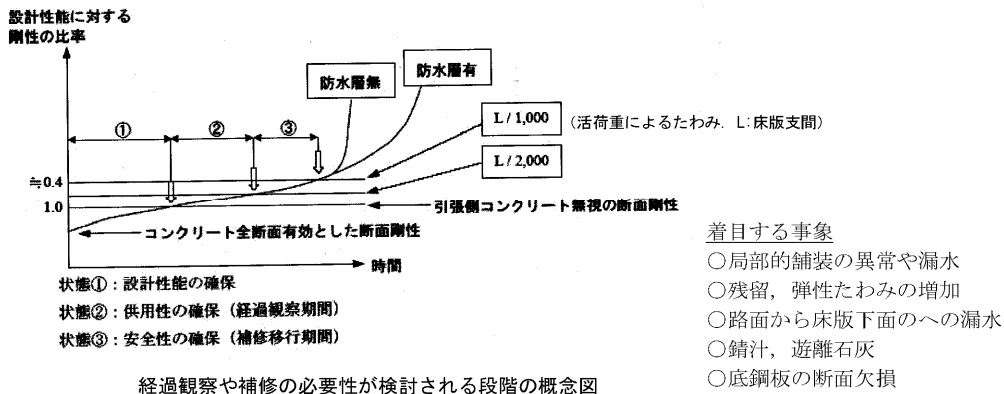 設計性能に対する
剛性の比率
防水層無
防水層有
①
②
③
L / 1,000
(活荷重によるたわみ．L：床版支間)
L / 2,000
≒0.4
1.0
引張側コンクリート無視の断面剛性
コンクリート全断面有効とした断面剛性
時間
状態①：設計性能の確保
状態②：供用性の確保（経過観察期間）
状態③：安全性の確保（補修移行期間）
経過観察や補修の必要性が検討される段階の概念図
着目する事象
○局部的舗装の異常や漏水
○残留，弾性たわみの増加
○路面から床版下面のへの漏水
○錆汁，遊離石灰
○底鋼板の断面欠損